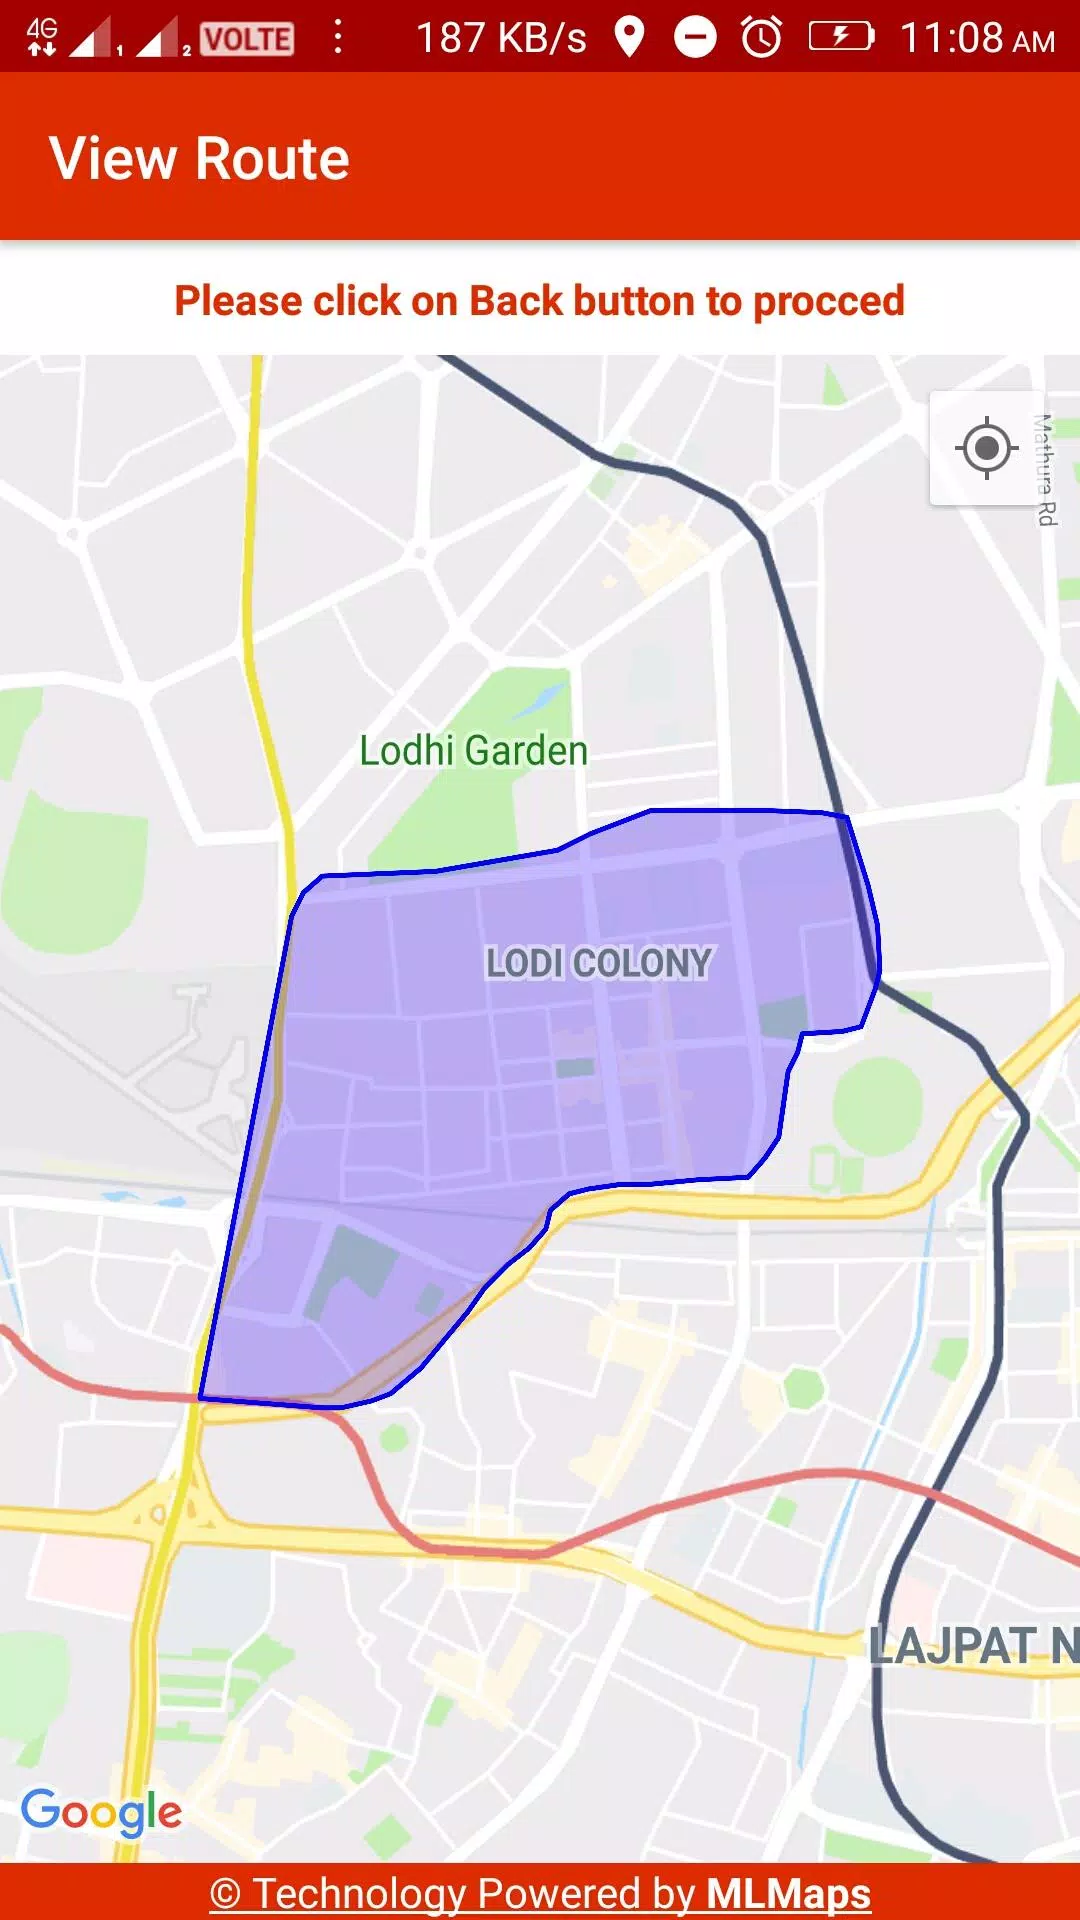 4G 1 2 VOLTE 187 KB/s 11:08 AM
View Route
Please click on Back button to procced
Mathura Rd
Lodhi Garden
LODI COLONY
LAJPAT N
Google
© Technology Powered by MLMaps